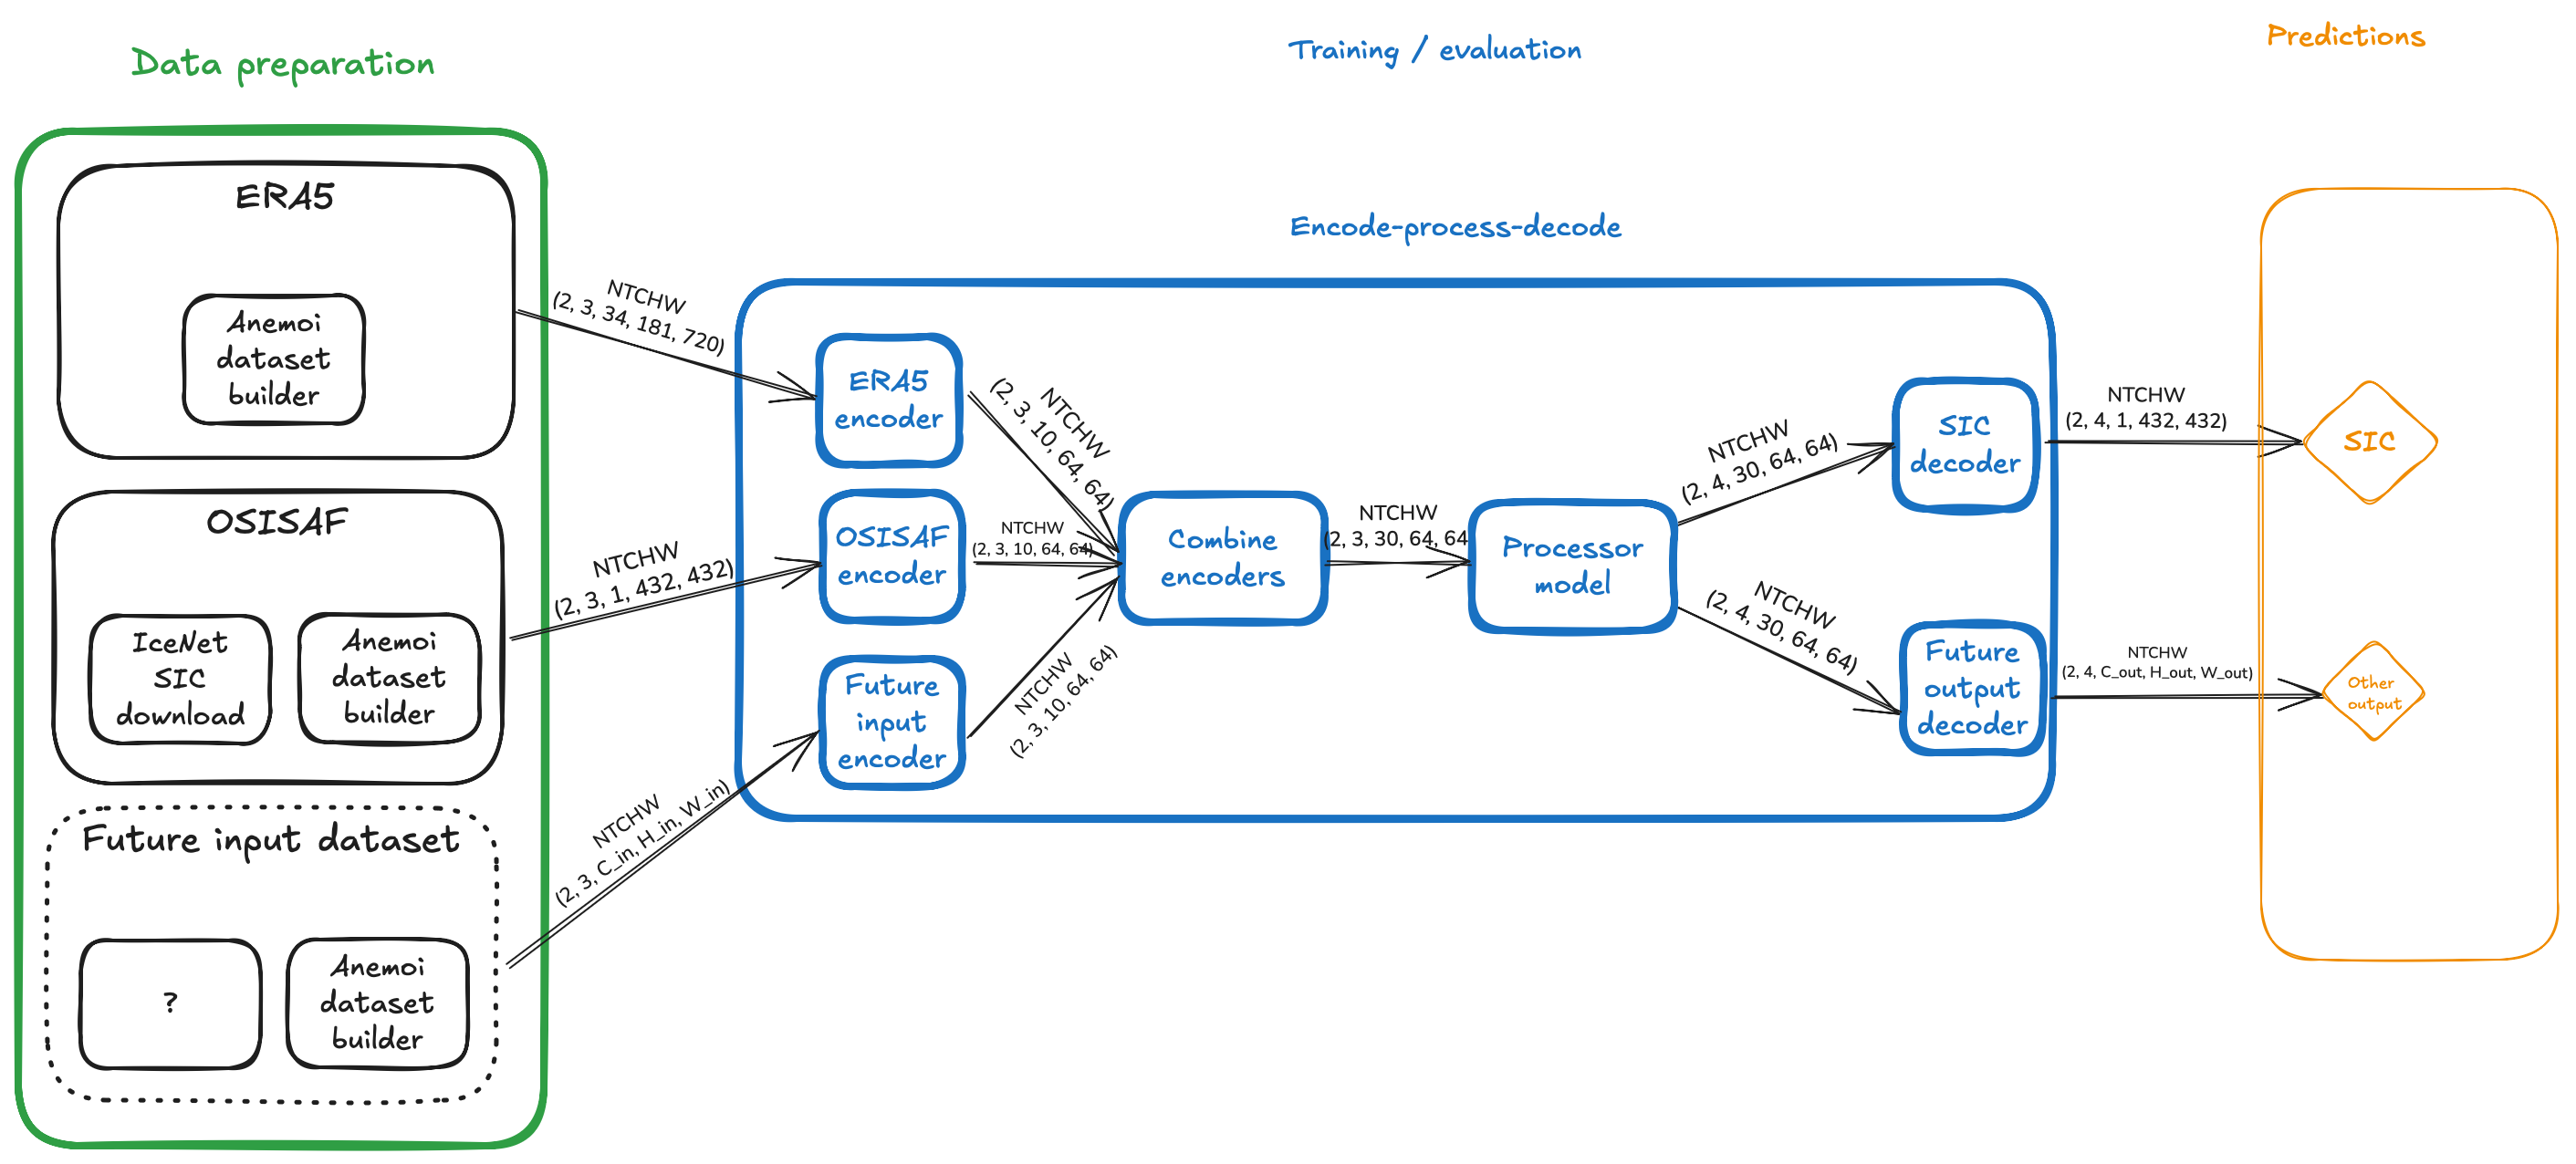 Data preparation
Training / evaluation
Predictions
ERA5
Anemoi
dataset
builder
OSISAF
IceNet
SIC
download
Anemoi
dataset
builder
Future input dataset
?
Anemoi
dataset
builder
NTCHW
(2, 3, 34, 181, 720)
NTCHW
(2, 3, 1, 432, 432)
NTCHW
(2, 3, C_in, H_in, W_in)
Encode-process-decode
ERA5
encoder
OSISAF
encoder
Future
input
encoder
NTCHW
(2, 3, 10, 64, 64)
NTCHW
(2, 3, 10, 64, 64)
NTCHW
(2, 3, 10, 64, 64)
Combine
encoders
NTCHW
(2, 3, 30, 64, 64
Processor
model
NTCHW
(2, 4, 30, 64, 64)
NTCHW
(2, 4, 30, 64, 64)
SIC
decoder
Future
output
decoder
NTCHW
(2, 4, 1, 432, 432)
NTCHW
(2, 4, C_out, H_out, W_out)
SIC
Other
output